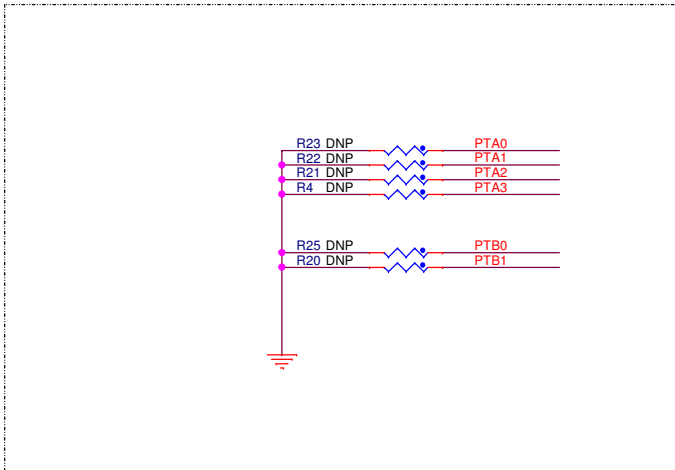 R23 DNP PTA0
R22 DNP PTA1
R21 DNP PTA2
R4 DNP PTA3
R25 DNP PTB0
R20 DNP PTB1